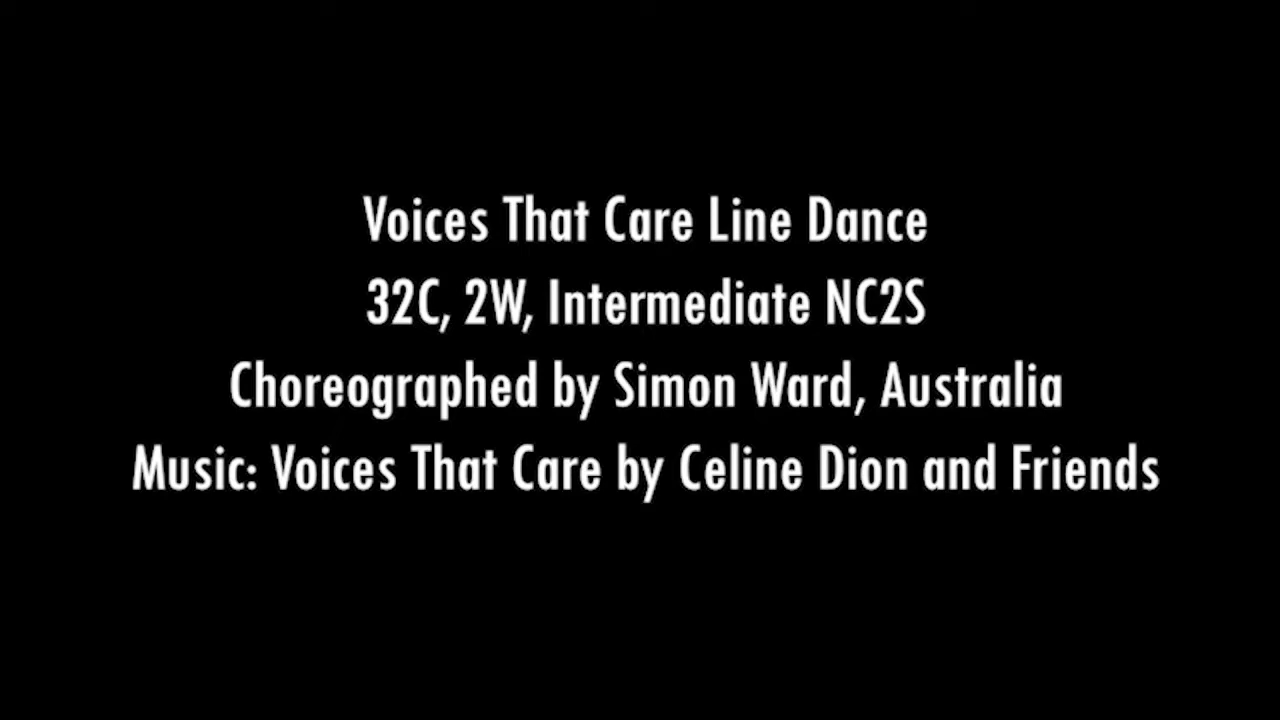 Voices That Care Line Dance
32C, 2W, Intermediate NC2S
Choreographed by Simon Ward, Australia
Music: Voices That Care by Celine Dion and Friends